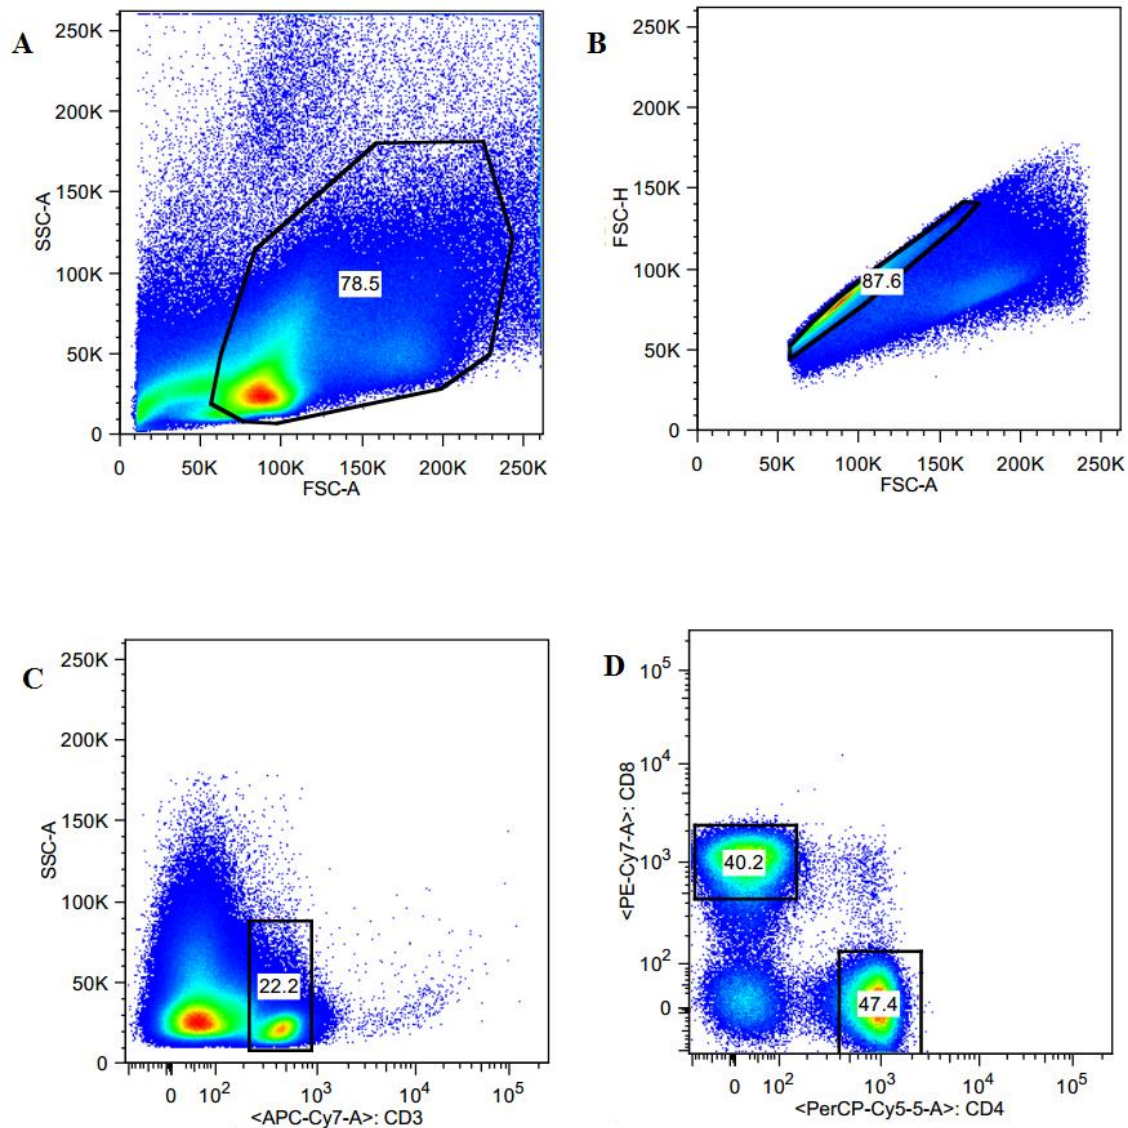 A
250K
200K
150K
100K
50K
0
SSC-A
78.5
0 50K 100K 150K 200K 250K
FSC-A
B
250K
200K
150K
100K
50K
0
FSC-H
87.6
0 50K 100K 150K 200K 250K
FSC-A
C
250K
200K
150K
100K
50K
0
SSC-A
22.2
0 10² 10³ 10⁴ 10⁵
<APC-Cy7-A>: CD3
D
10⁵
10⁴
10³
10²
0
<PE-Cy7-A>: CD8
40.2
47.4
0 10² 10³ 10⁴ 10⁵
<PerCP-Cy5-5-A>: CD4